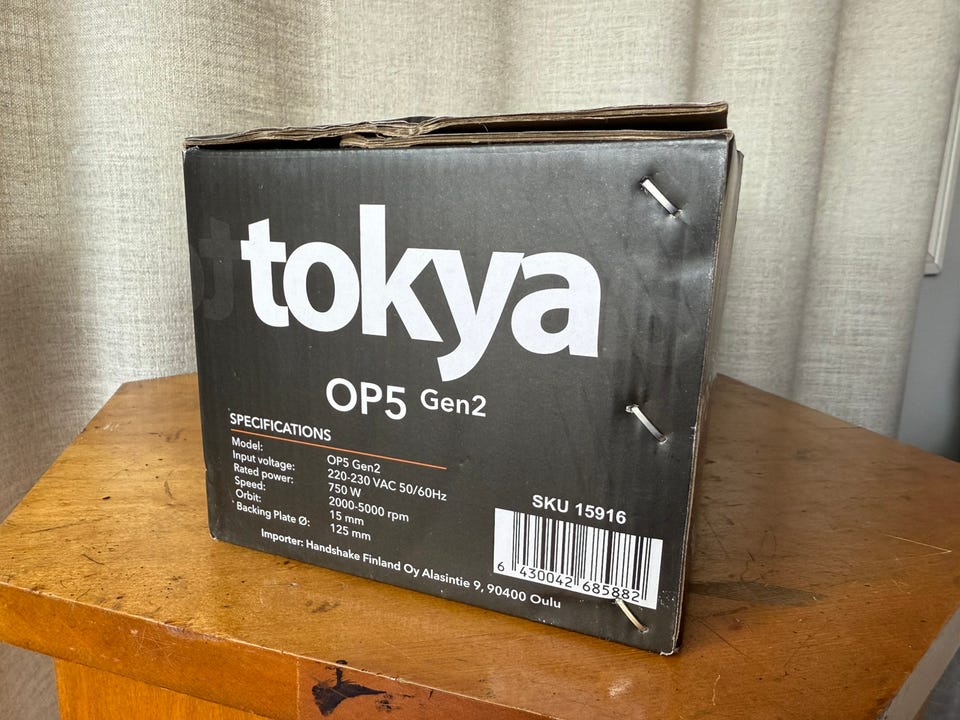 tokya
OP5 Gen2
SPECIFICATIONS
Model: OP5 Gen2
Input voltage: 220-230 VAC 50/60Hz
Rated power: 750 W
Speed: 2000-5000 rpm
Orbit: 15 mm
Backing Plate Ø: 125 mm
Importer: Handshake Finland Oy Alasintie 9, 90400 Oulu
SKU 15916
6 430042 685882